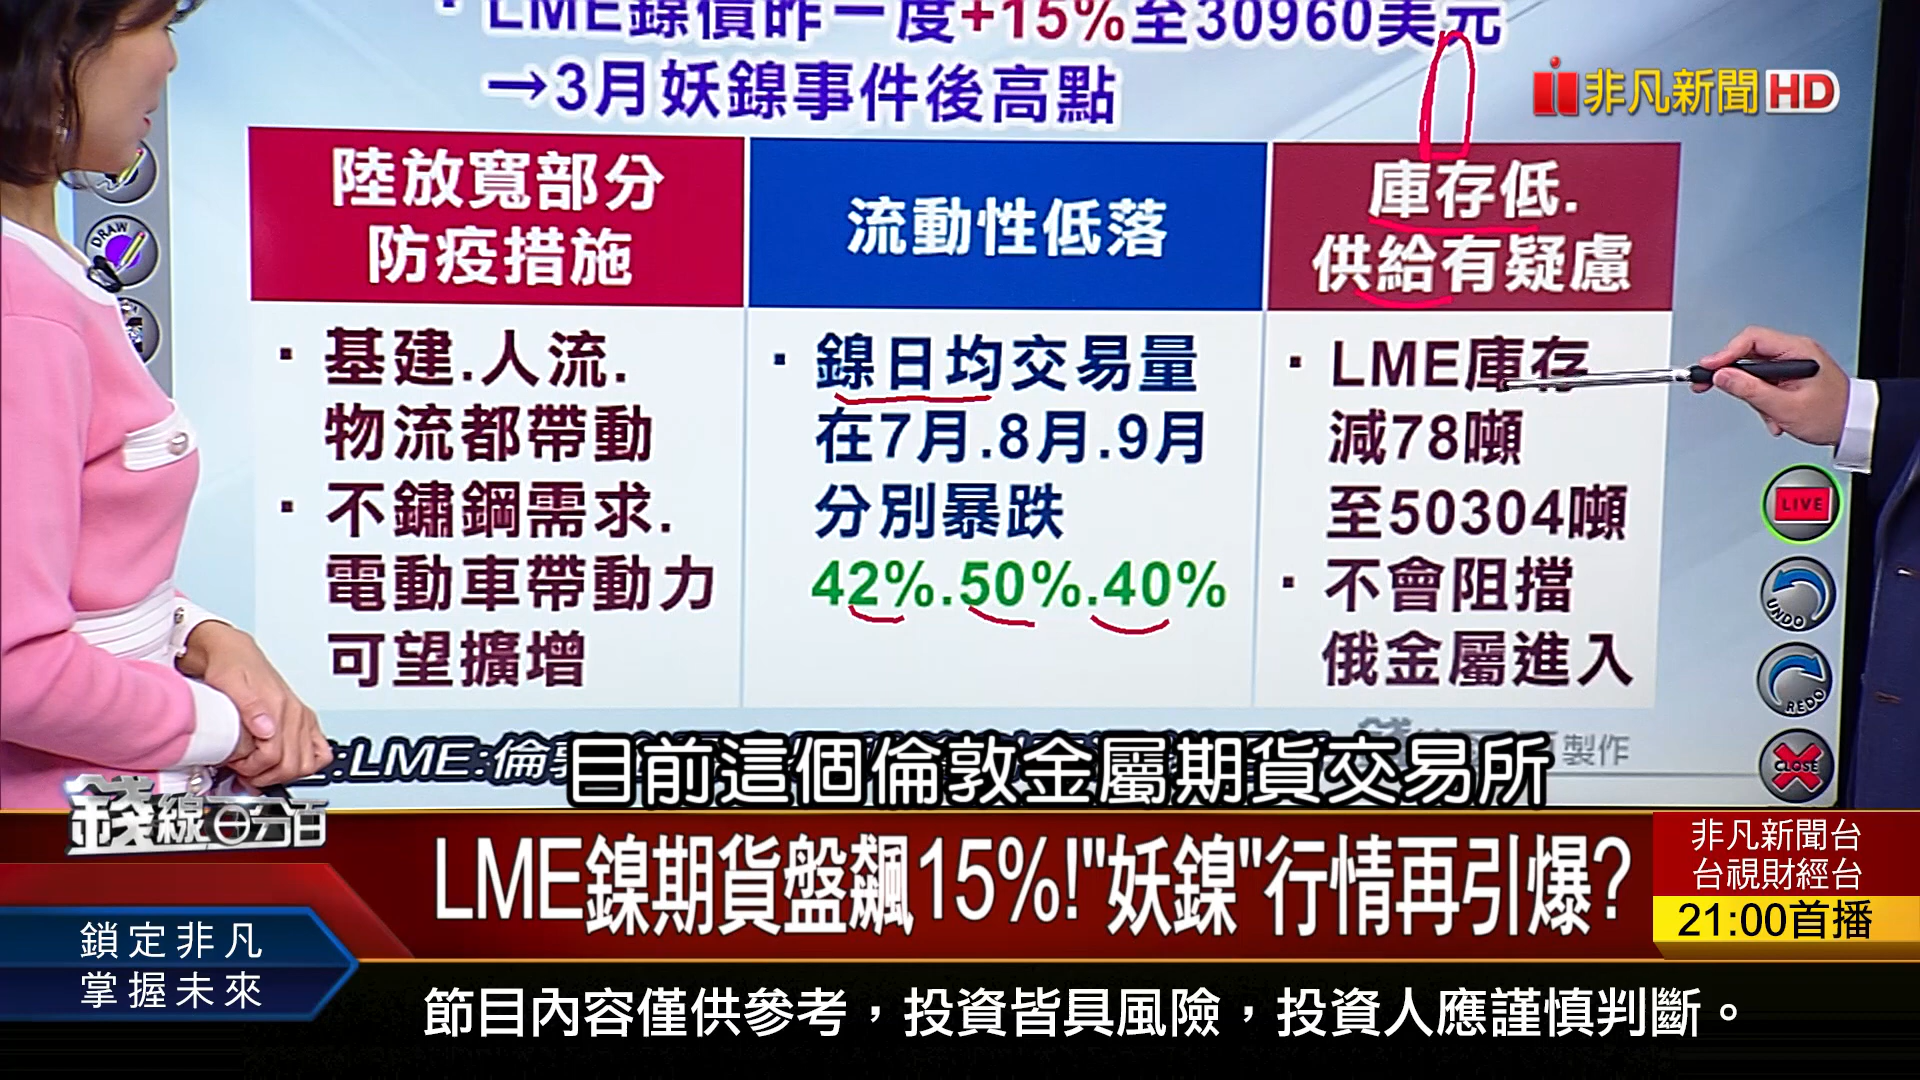 LME鎳價昨一度+15%至30960美元
→3月妖鎳事件後高點
非凡新聞HD
陸放寬部分
防疫措施
·基建.人流.
物流都帶動
·不鏽鋼需求.
電動車帶動力
可望擴增
流動性低落
·鎳日均交易量
在7月.8月.9月
分別暴跌
42%.50%.40%
庫存低.
供給有疑慮
·LME庫存
減78噸
至50304噸
·不會阻擋
俄金屬進入
DRAW
LIVE
UNDO
REDO
CLOSE
:LME:倫敦
製作
目前這個倫敦金屬期貨交易所
錢線百分百
LME鎳期貨盤飆15%!"妖鎳"行情再引爆?
非凡新聞台
台視財經台
21:00首播
鎖定非凡
掌握未來
節目內容僅供參考，投資皆具風險，投資人應謹慎判斷。